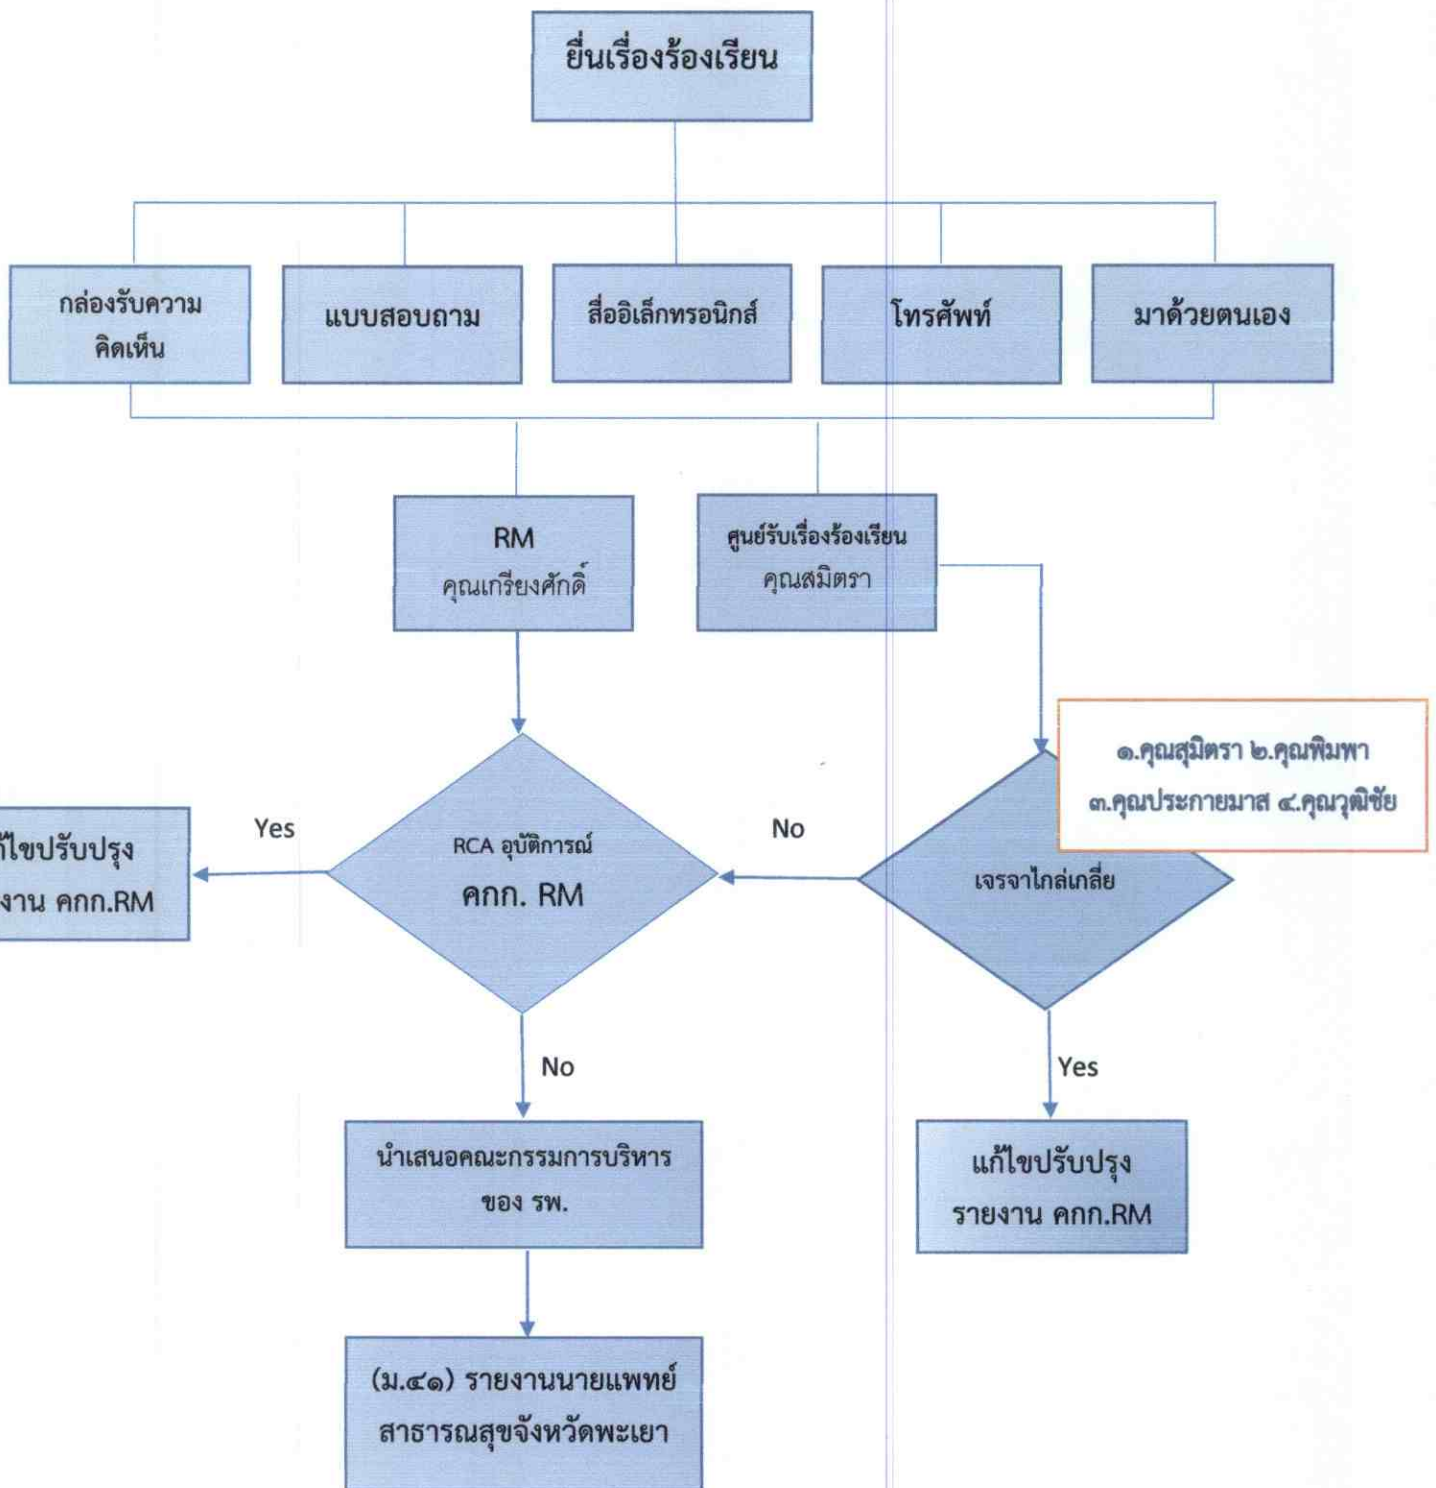 ยื่นเรื่องร้องเรียน
กล่องรับความ
คิดเห็น
แบบสอบถาม
สื่ออิเล็กทรอนิกส์
โทรศัพท์
มาด้วยตนเอง
RM
คุณเกรียงศักดิ์
ศูนย์รับเรื่องร้องเรียน
คุณสมิตรา
๑.คุณสุมิตรา ๒.คุณพิมพา
๓.คุณประกายมาส ๔.คุณวุฒิชัย
Yes
RCA อุบัติการณ์
คกก. RM
No
เจรจาไกล่เกลี่ย
คกก.RM
No
Yes
นำเสนอคณะกรรมการบริหาร
ของ รพ.
แก้ไขปรับปรุง
รายงาน คกก.RM
(ม.๔๑) รายงานนายแพทย์
สาธารณสุขจังหวัดพะเยา